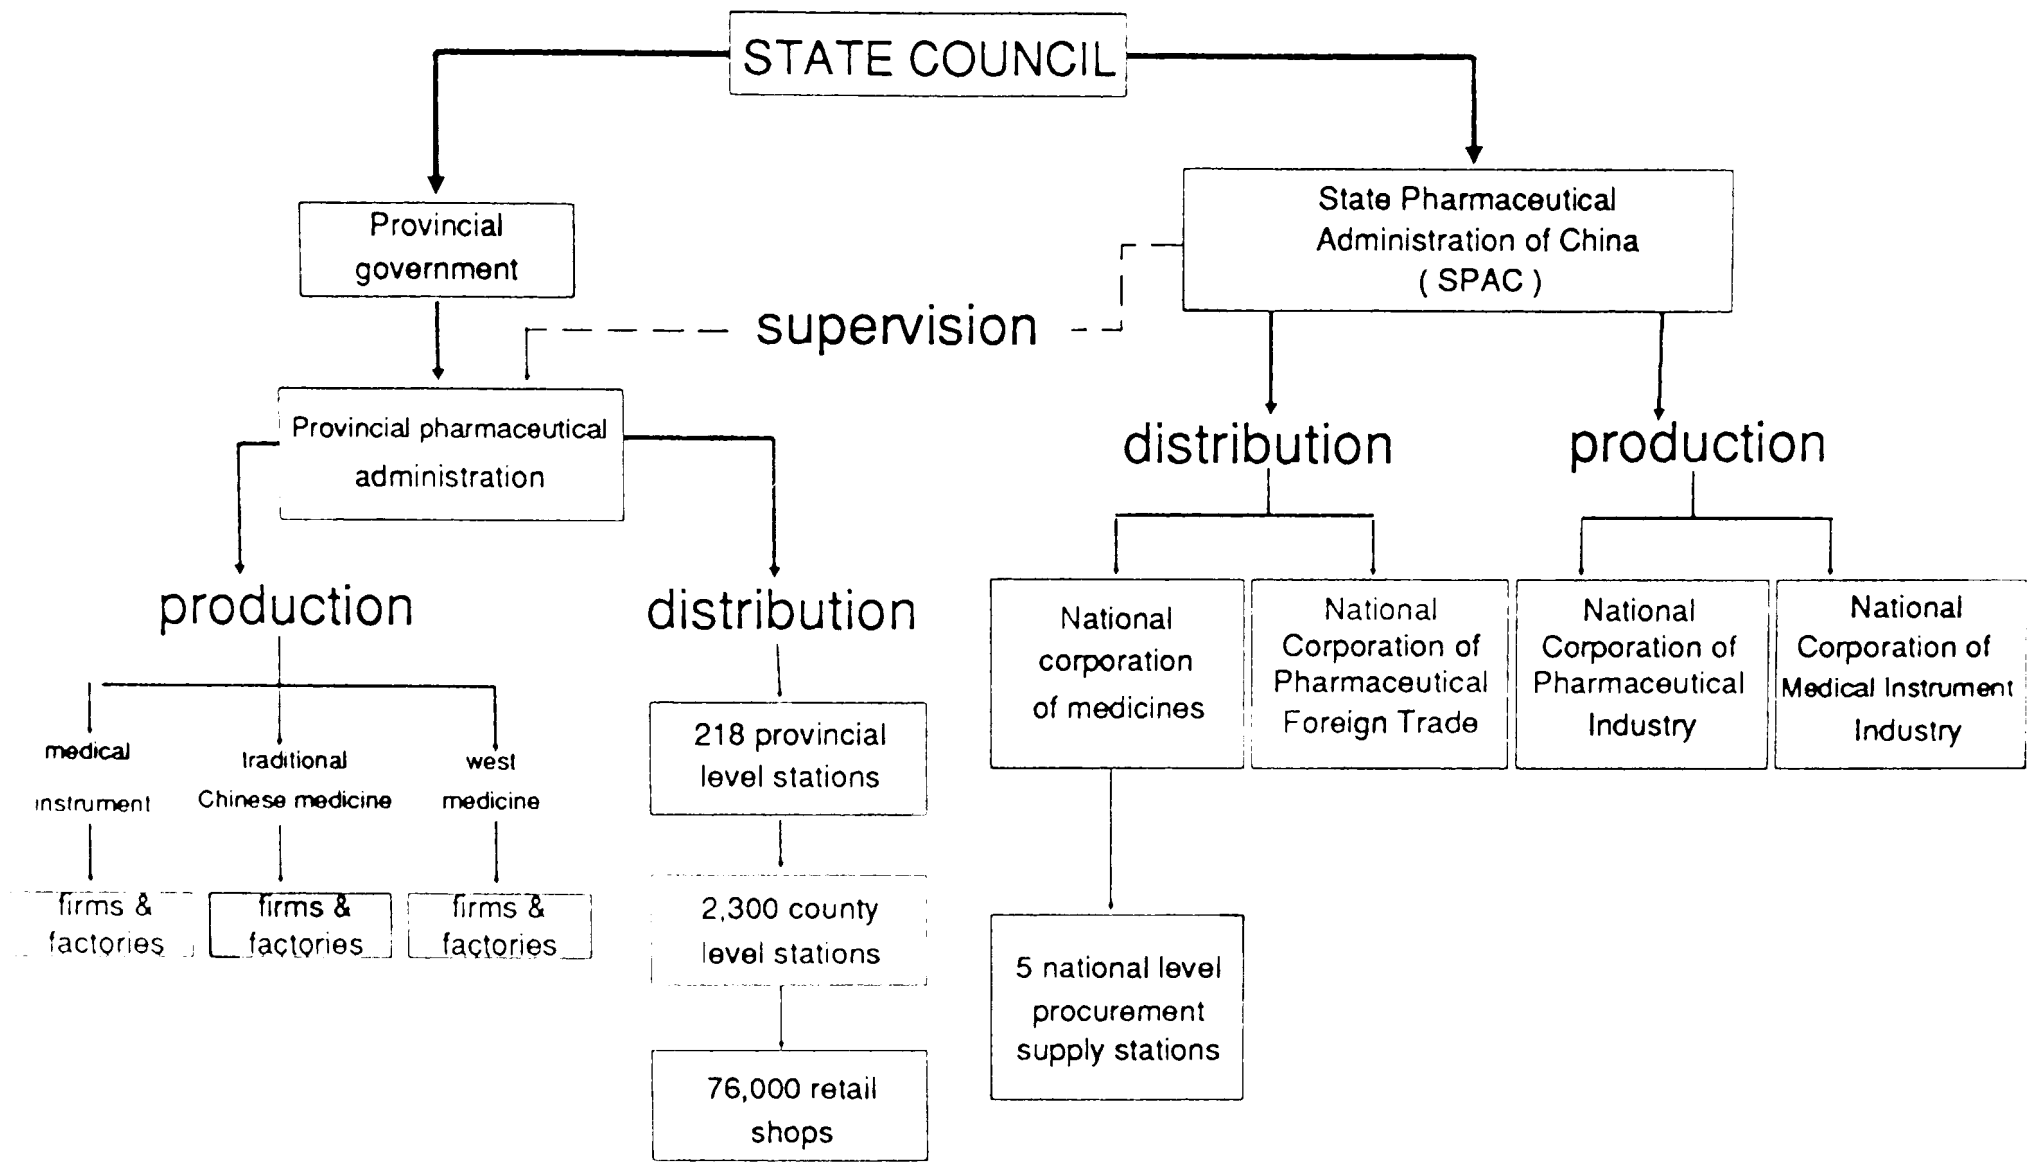 STATE COUNCIL
Provincial
government
State Pharmaceutical
Administration of China
( SPAC )
supervision
Provincial pharmaceutical
administration
distribution
production
production
distribution
National
corporation
of medicines
National
Corporation of
Pharmaceutical
Foreign Trade
National
Corporation of
Pharmaceutical
Industry
National
Corporation of
Medical Instrument
Industry
218 provincial
level stations
medical
instrument
traditional
Chinese medicine
west
medicine
firms &
factories
firms &
factories
firms &
factories
2,300 county
level stations
5 national level
procurement
supply stations
76,000 retail
shops